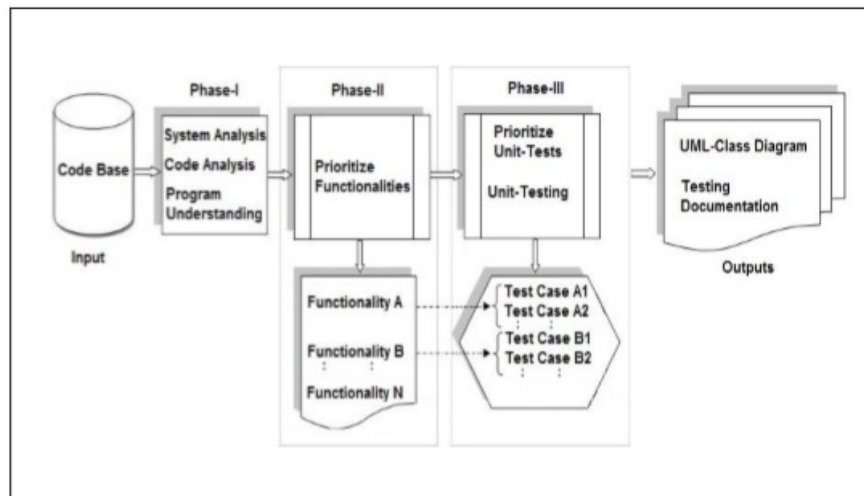 Phase-I
Phase-II
Phase-III
Code Base
Input
System Analysis
Code Analysis
Program
Understanding
Prioritize
Functionalities
Prioritize
Unit-Tests
Unit-Testing
UML-Class Diagram
Testing
Documentation
Outputs
Functionality A
Functionality B
Functionality N
Test Case A1
Test Case A2
Test Case B1
Test Case B2